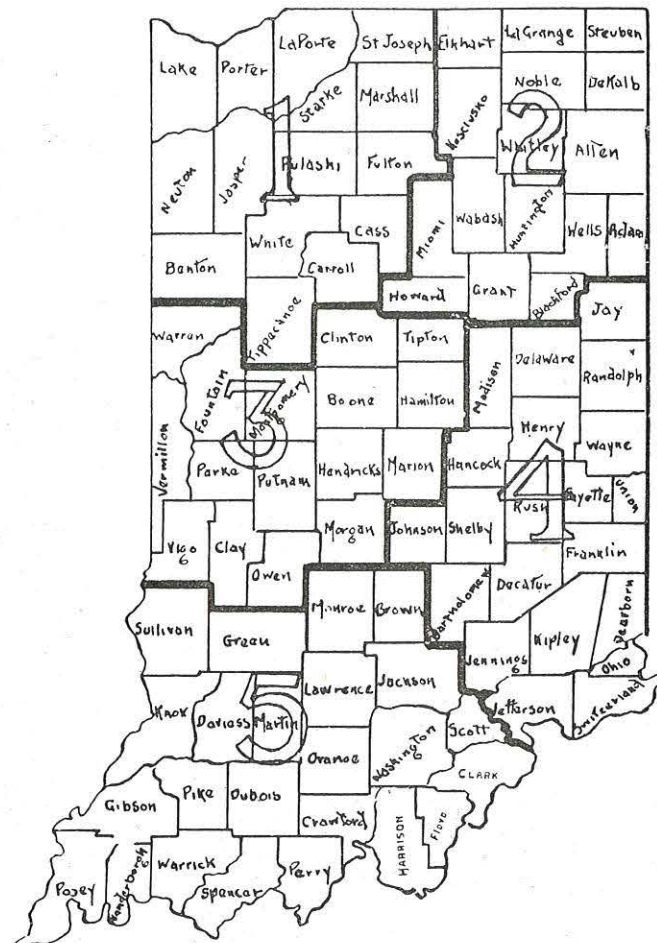 LaPorte
St Joseph
Elkhart
LaGrange
Steuben
Lake
Porter
Noble
DeKalb
Starke
Marshall
Kosciusko
1
2
Whitley
Allen
Newton
Jasper
Pulaski
Fulton
Miami
Wabash
Huntington
Wells
Adam
White
Cass
Benton
Carroll
Howard
Grant
Blackford
Jay
Warren
Tippecanoe
Clinton
Tipton
Madison
Delaware
Randolph
Fountain
3
Montgomery
Boone
Hamilton
Henry
Wayne
Vermillon
Parke
Putnam
Hendricks
Marion
Hancock
4
Rush
Fayette
Union
Vigo
Clay
Owen
Morgan
Johnson
Shelby
Franklin
Sullivan
Green
Monroe
Brown
Bartholomew
Decatur
Jennings
Ripley
Dearborn
Ohio
Knox
Daviess
Martin
5
Lawrence
Jackson
Jefferson
Switzerland
Orange
Washington
Scott
CLARK
Gibson
Pike
Dubois
Crawford
HARRISON
FLOYD
Posey
Vanderborgh
Warrick
Spencer
Perry